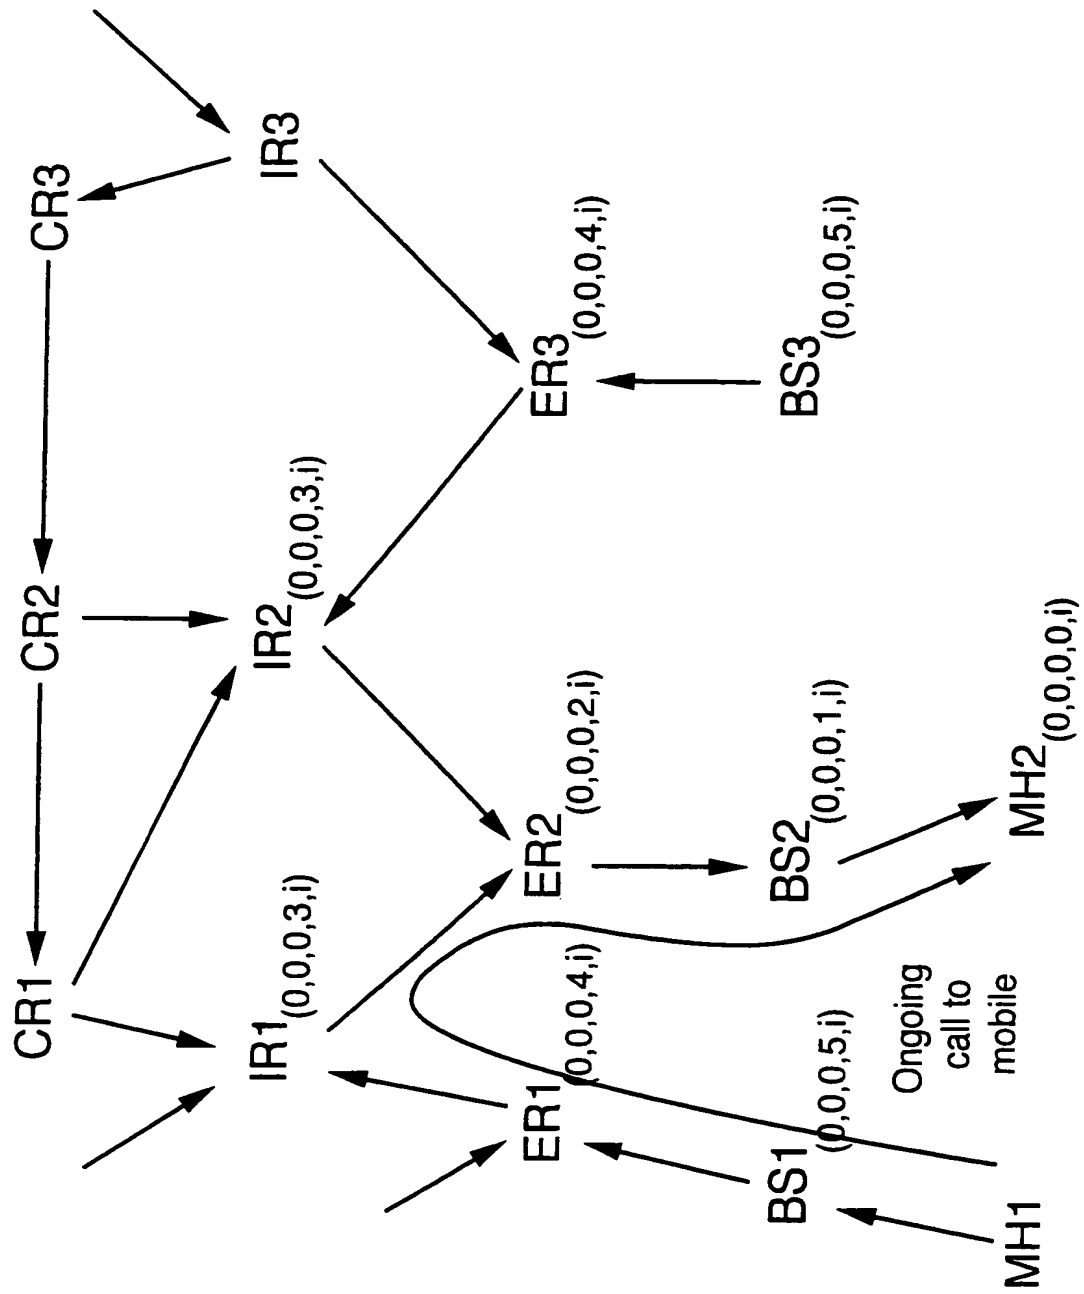 CR1
CR2
CR3
IR1(0,0,0,3,i)
IR2(0,0,0,3,i)
IR3
ER1(0,0,0,4,i)
ER2(0,0,0,2,i)
ER3(0,0,0,4,i)
BS1(0,0,0,5,i)
BS2(0,0,0,1,i)
BS3(0,0,0,5,i)
Ongoing
call to
mobile
MH1
MH2(0,0,0,0,i)